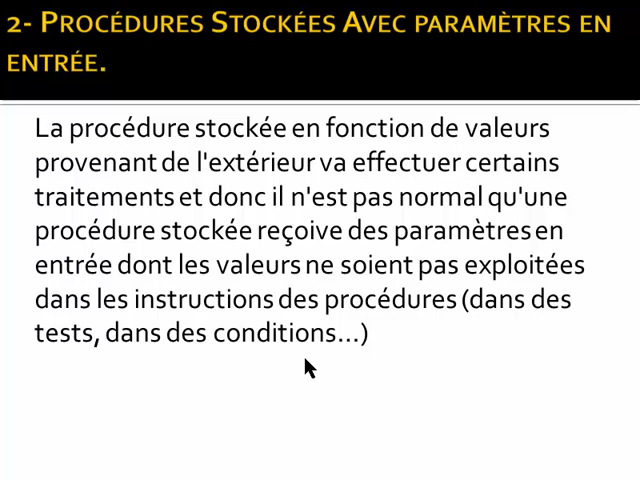 2- Procédures Stockées Avec paramètres en
entrée.
La procédure stockée en fonction de valeurs
provenant de l'extérieur va effectuer certains
traitements et donc il n'est pas normal qu'une
procédure stockée reçoive des paramètres en
entrée dont les valeurs ne soient pas exploitées
dans les instructions des procédures (dans des
tests, dans des conditions...)